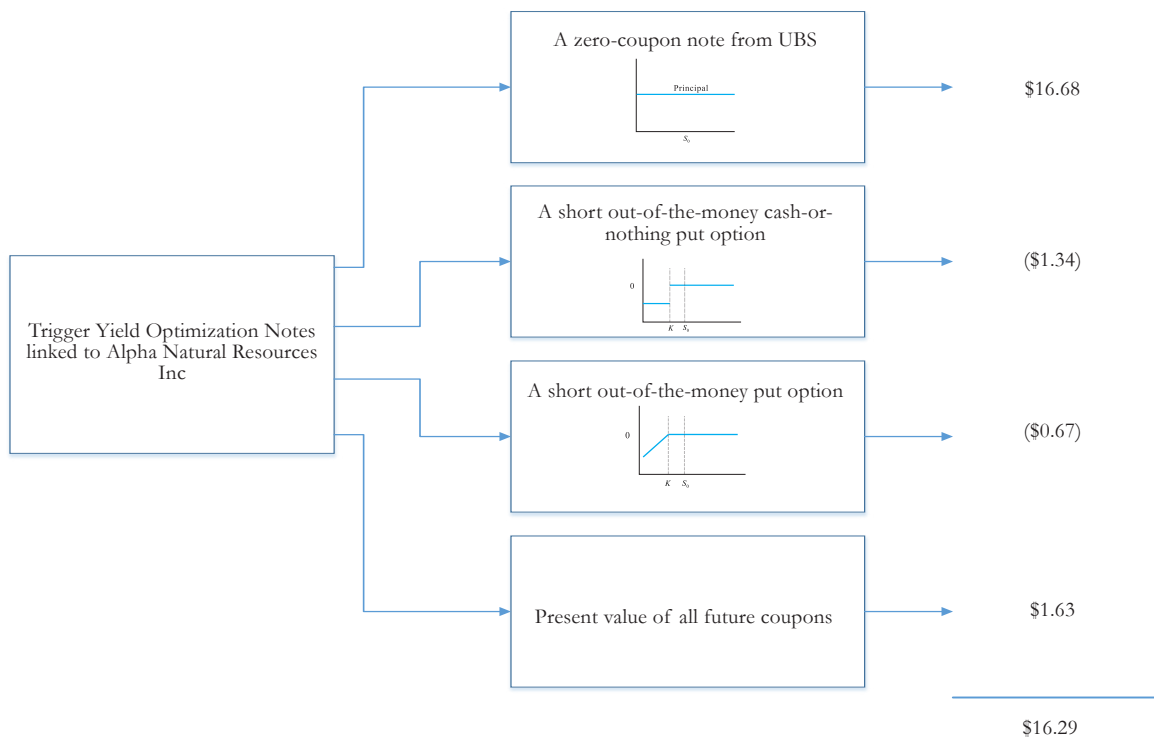 A zero-coupon note from UBS
Principal
S₀
$16.68
A short out-of-the-money cash-or-
nothing put option
0
K
S₀
($1.34)
Trigger Yield Optimization Notes
linked to Alpha Natural Resources
Inc
A short out-of-the-money put option
0
K
S₀
($0.67)
Present value of all future coupons
$1.63
$16.29